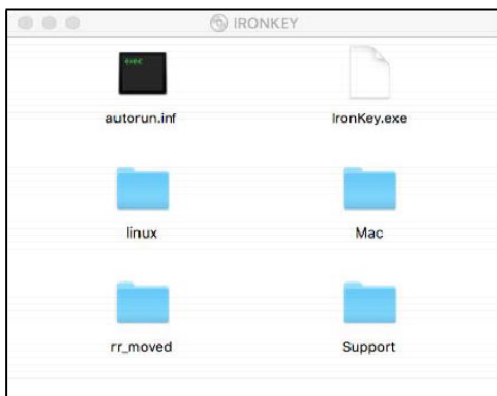 IRONKEY
exec
autorun.inf
IronKey.exe
linux
Mac
rr_moved
Support